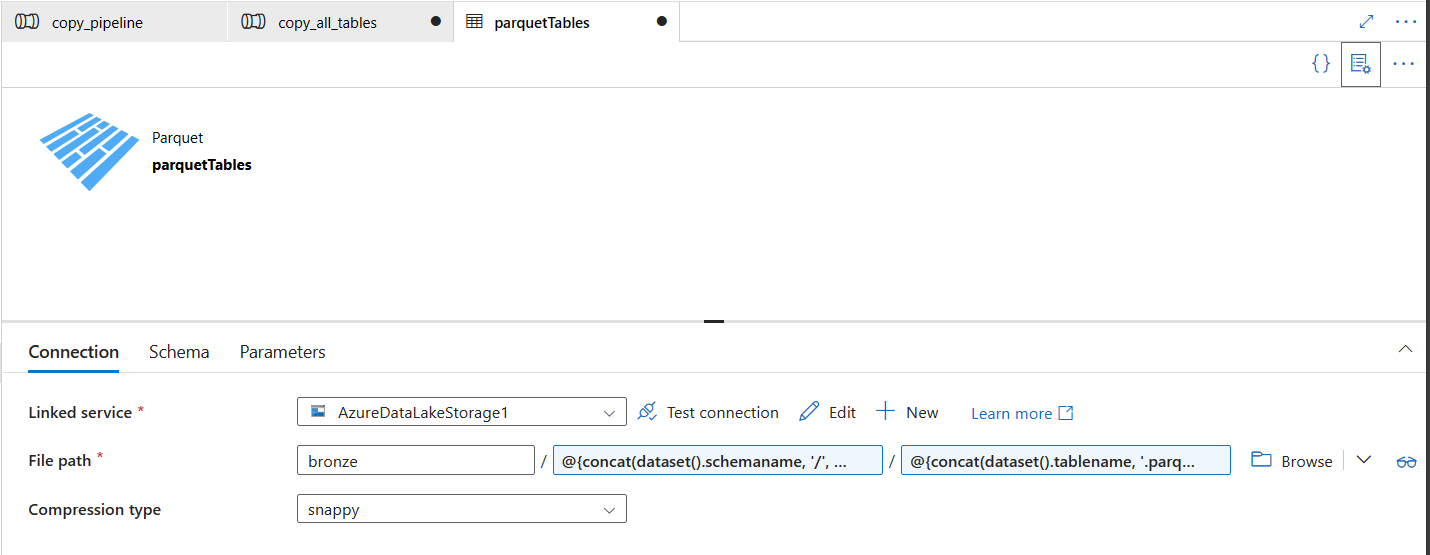 copy_pipeline
copy_all_tables
parquetTables
{}
Parquet
parquetTables
Connection
Schema
Parameters
Linked service *
AzureDataLakeStorage1
Test connection
Edit
New
Learn more
File path *
bronze
/
@{concat(dataset().schemaname, '/', ...
/
@{concat(dataset().tablename, '.parq...
Browse
Compression type
snappy